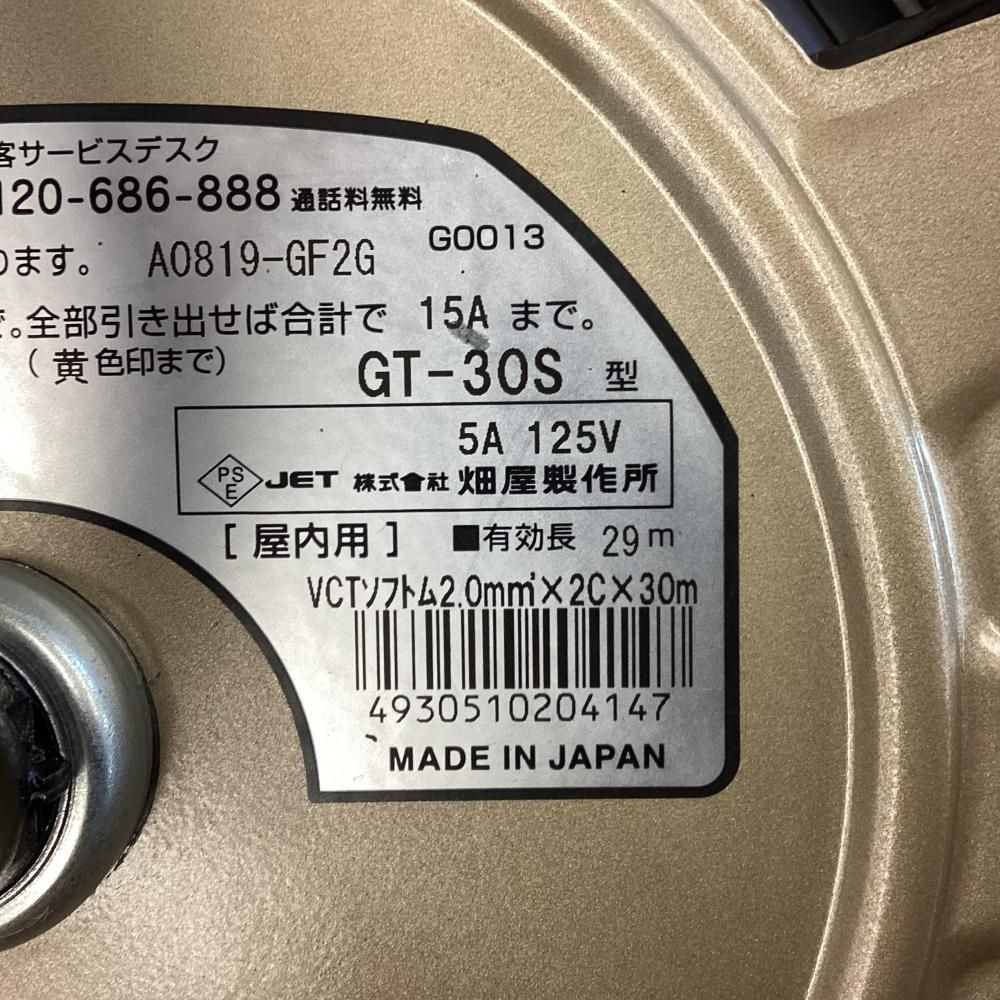 客サービスデスク
120-686-888 通話料無料
ります。 A0819-GF2G G0013
で。全部引き出せば合計で 15A まで。
(黄色印まで)
GT-30S 型
5A 125V
PSE JET 株式会社 畑屋製作所
[屋内用] ■有効長 29m
VCTソフトム2.0mm²×2C×30m
4930510204147
MADE IN JAPAN